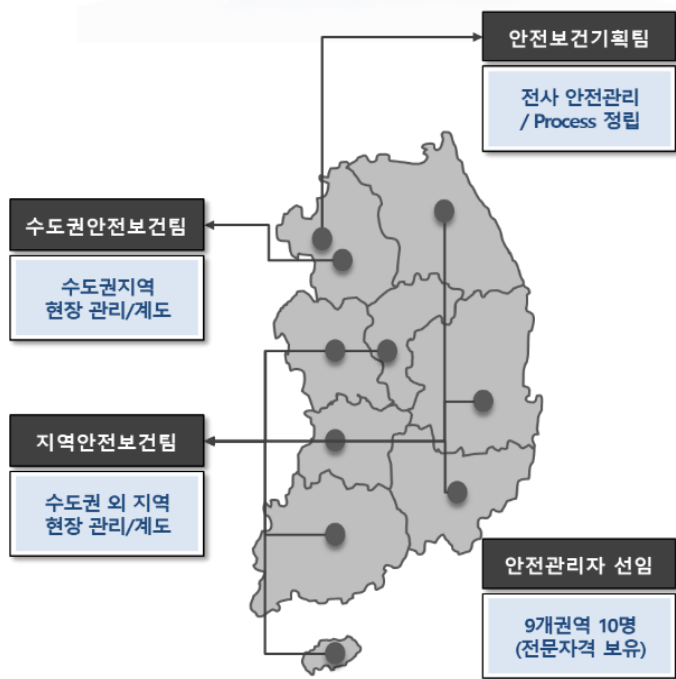 안전보건기획팀
전사 안전관리
/ Process 정립
수도권안전보건팀
수도권지역
현장 관리/계도
지역안전보건팀
수도권 외 지역
현장 관리/계도
안전관리자 선임
9개권역 10명
(전문자격 보유)